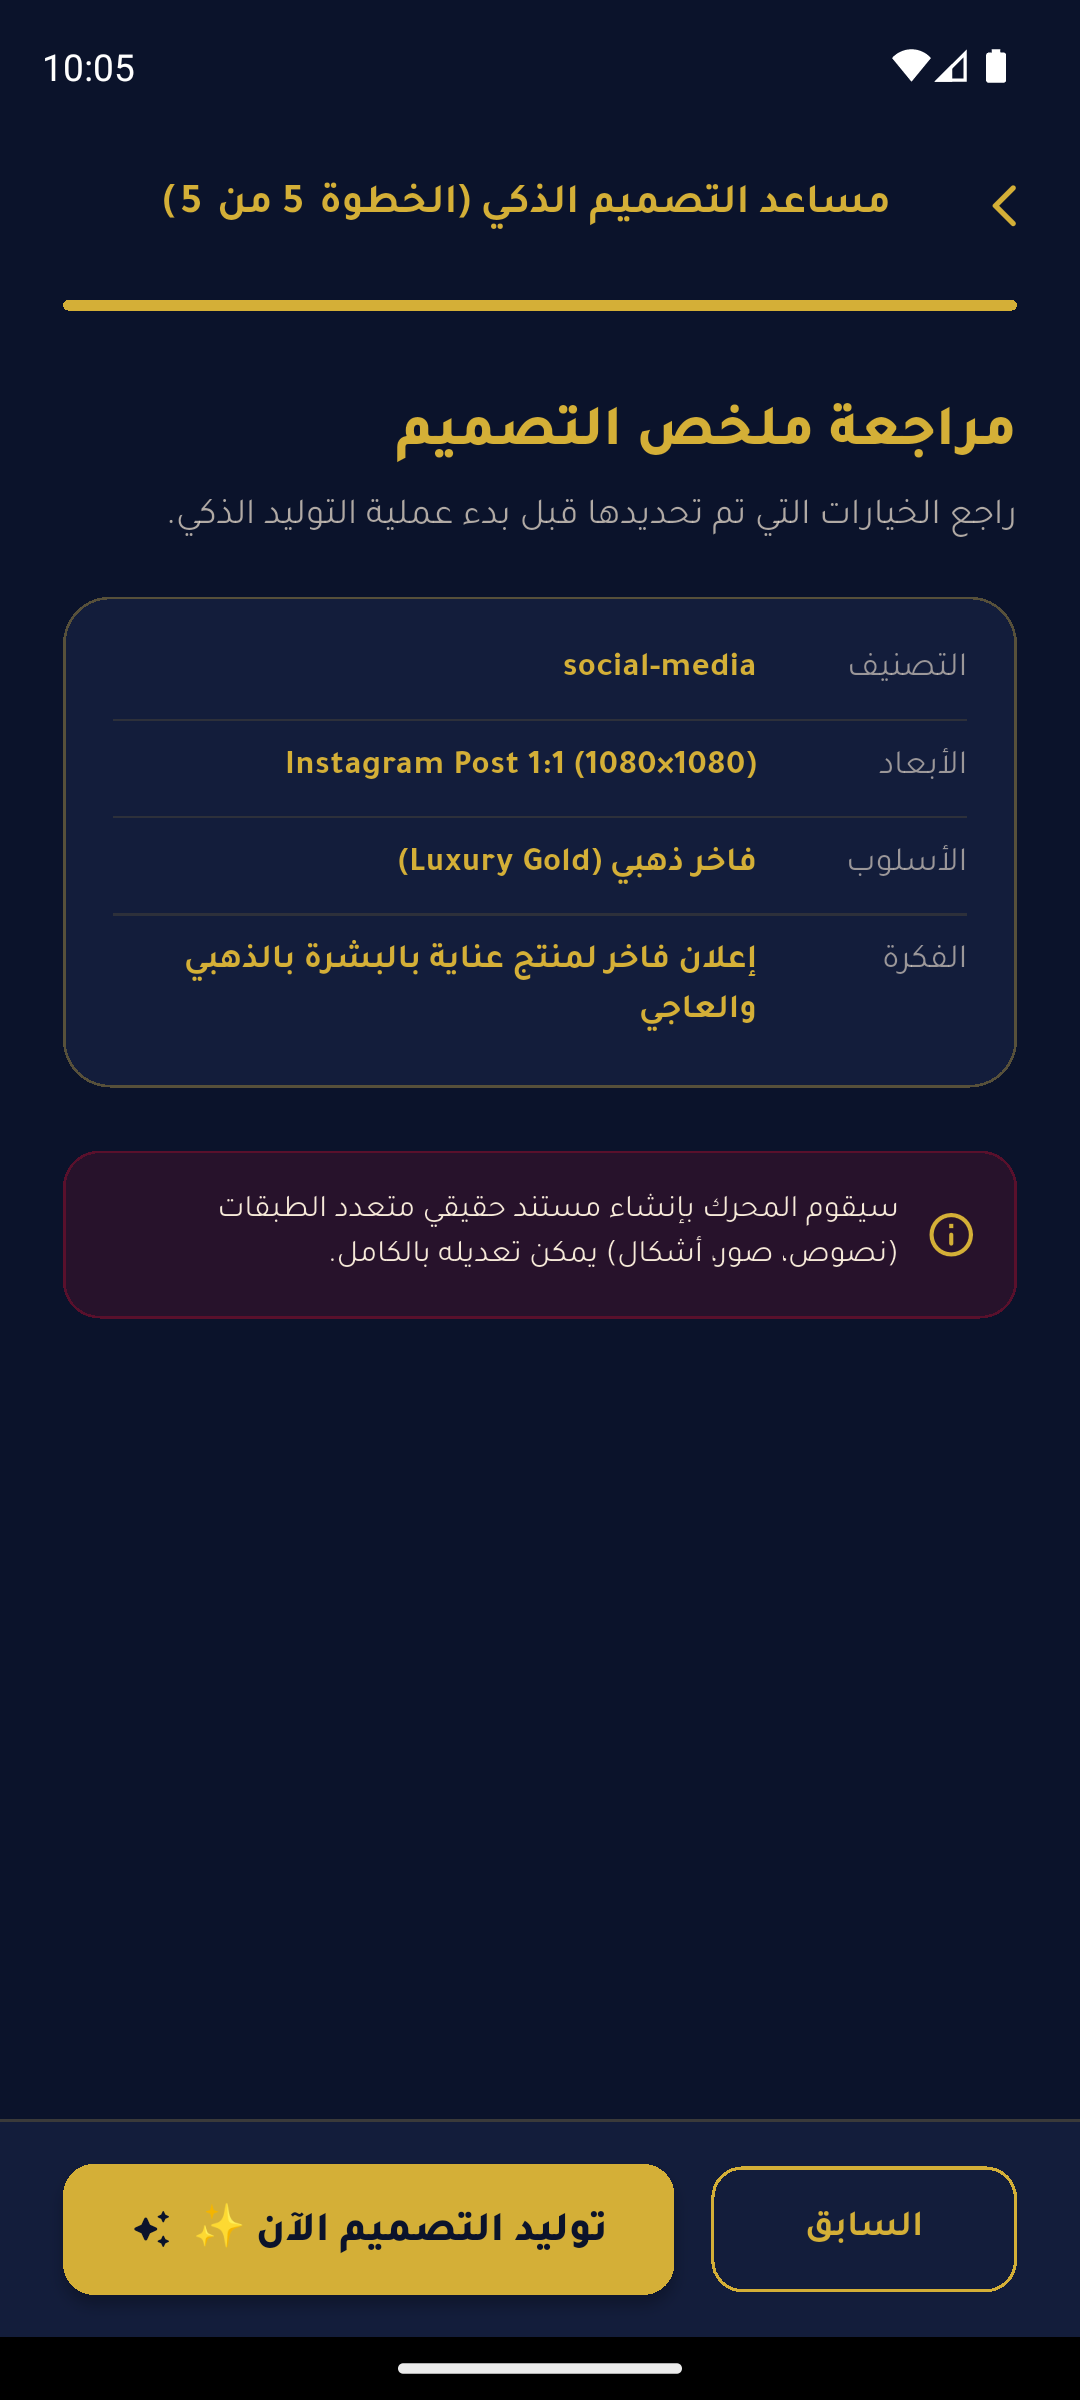 10:05
مساعد التصميم الذكي (الخطوة 5 من 5)
مراجعة ملخص التصميم
راجع الخيارات التي تم تحديدها قبل بدء عملية التوليد الذكي.
التصنيف
social-media
الأبعاد
Instagram Post 1:1 (1080×1080)
الأسلوب
فاخر ذهبي (Luxury Gold)
الفكرة
إعلان فاخر لمنتج عناية بالبشرة بالذهبي
والعاجي
سيقوم المحرك بإنشاء مستند حقيقي متعدد الطبقات
(نصوص، صور، أشكال) يمكن تعديله بالكامل.
السابق
توليد التصميم الآن ✨